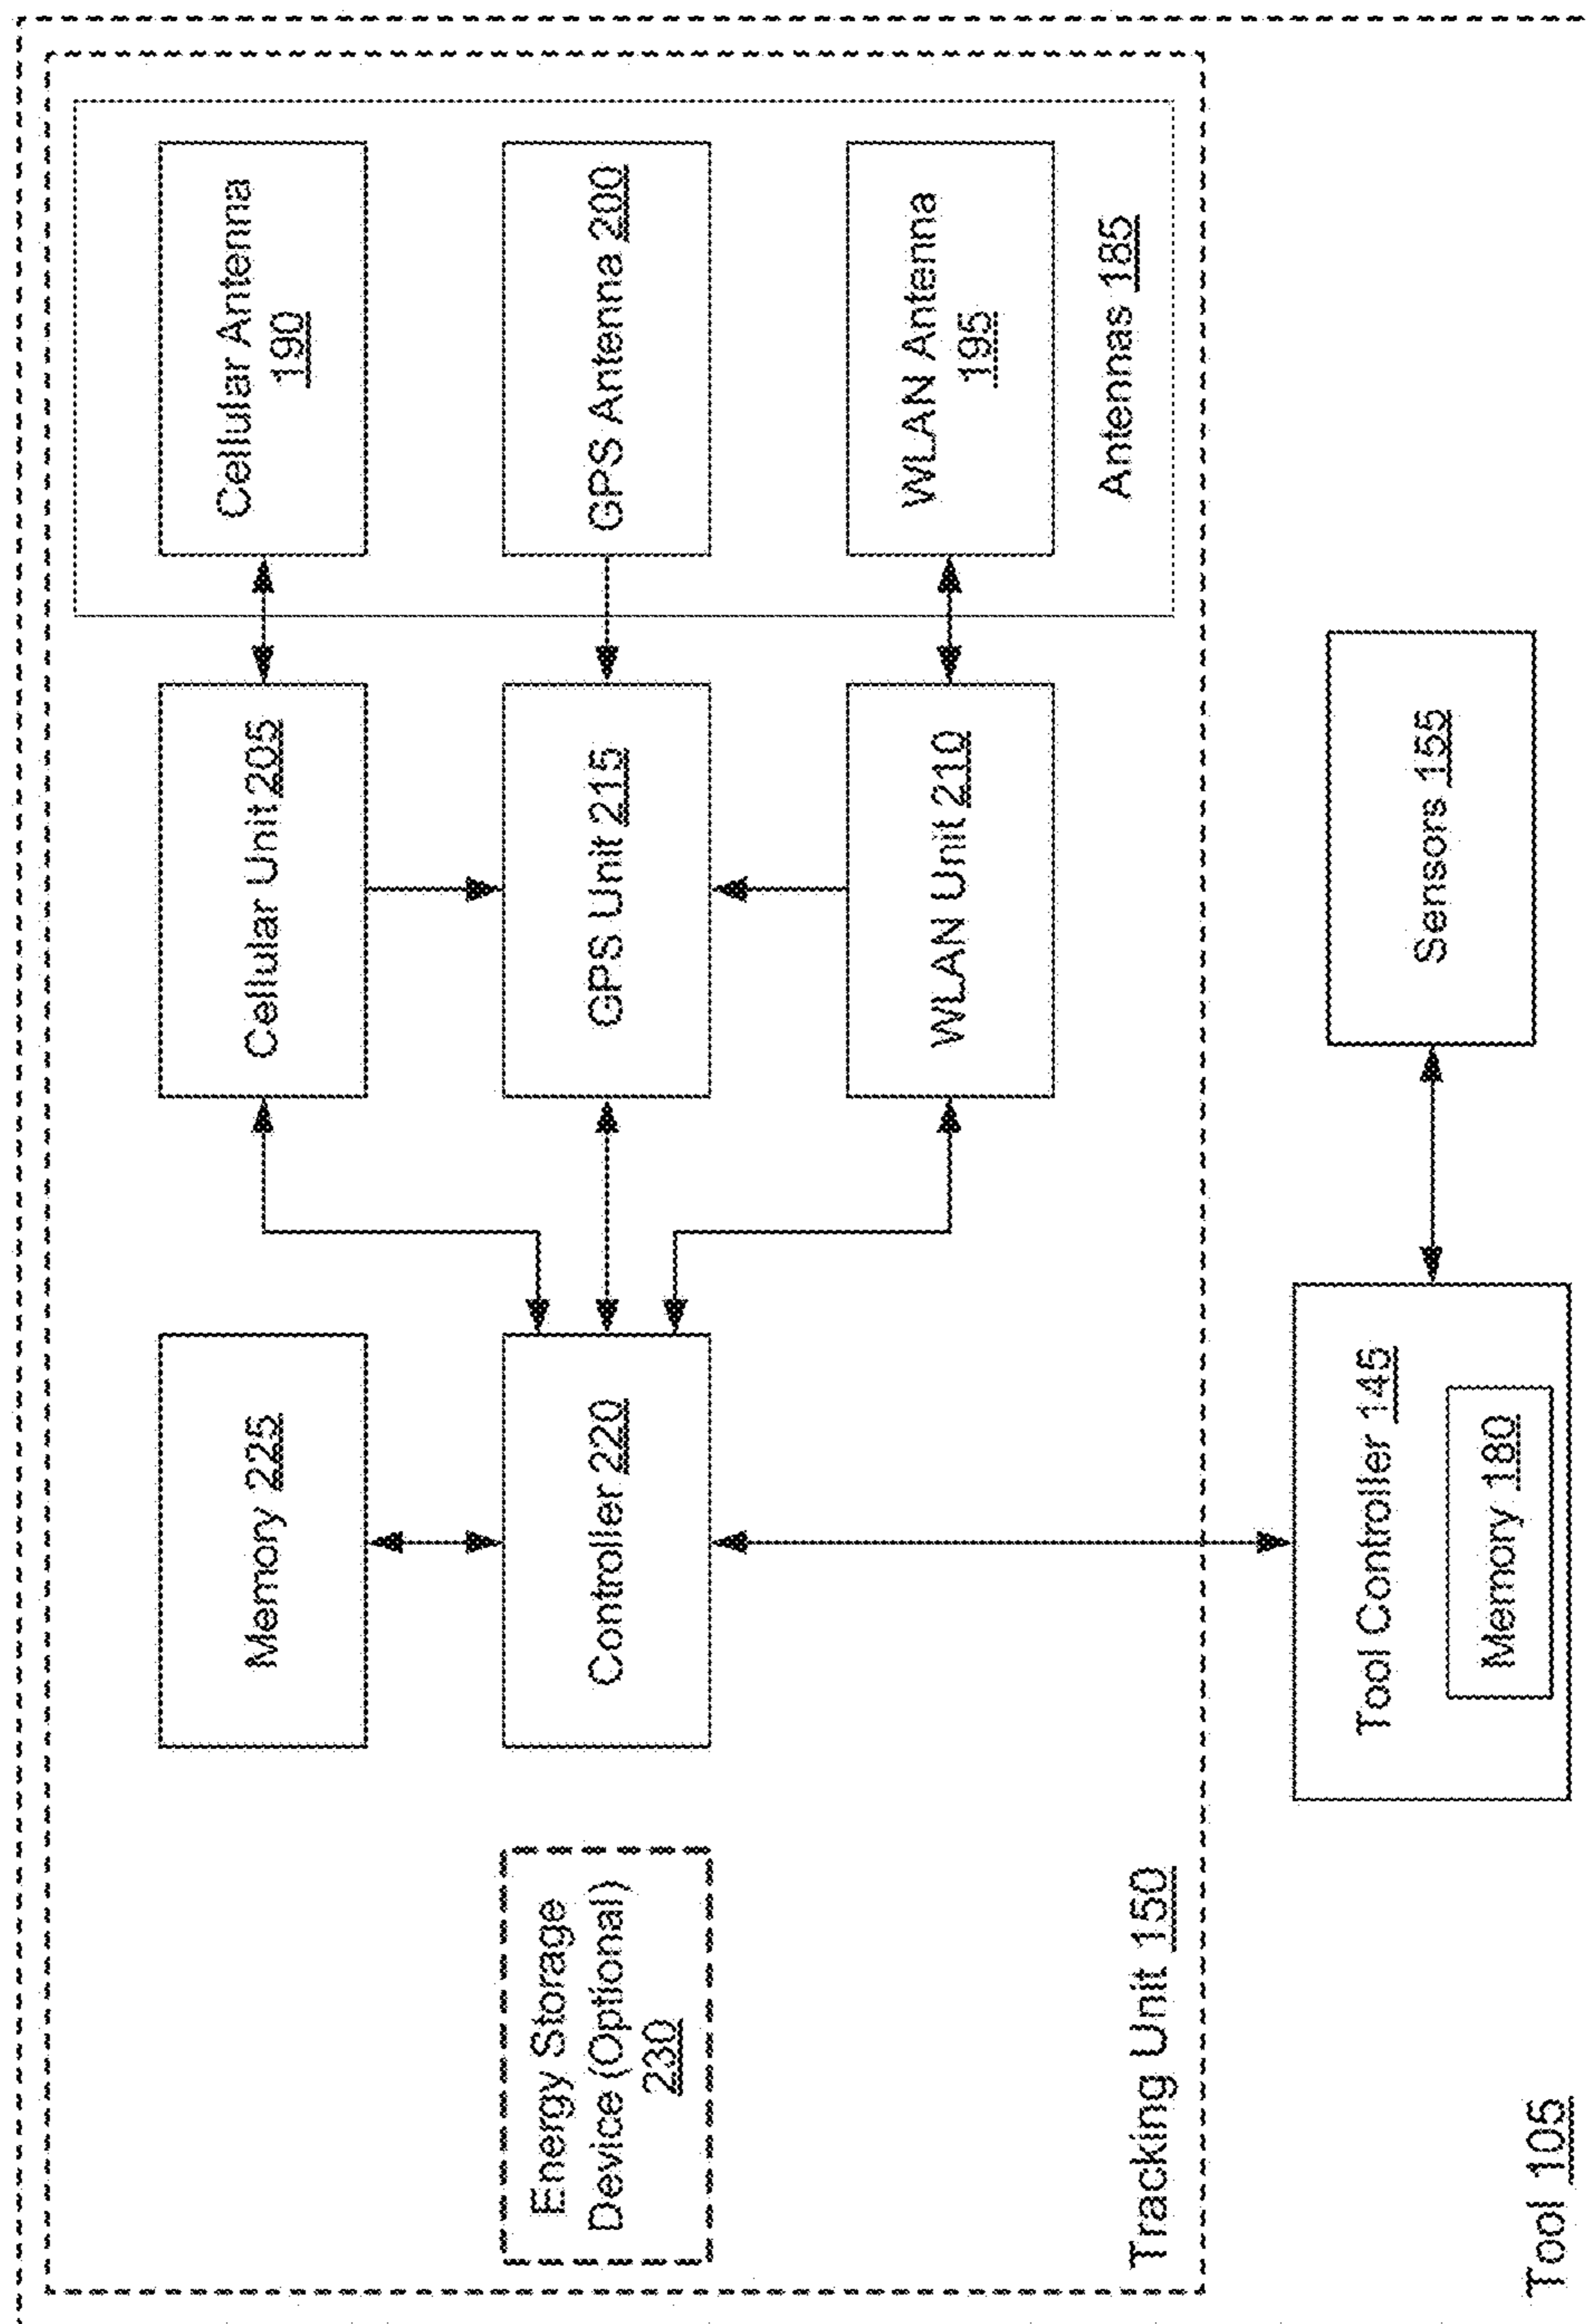 Memory 225
Cellular Unit 205
Cellular Antenna
190
Energy Storage
Device (Optional)
230
Controller 220
GPS Unit 215
GPS Antenna 200
WLAN Unit 210
WLAN Antenna
195
Antennas 185
Tracking Unit 150
Tool Controller 145
Memory 180
Sensors 155
Tool 105